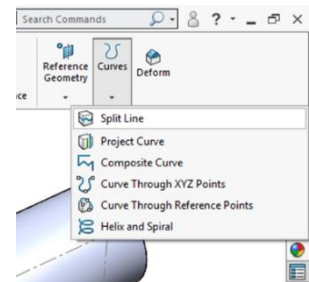 Search Commands
?
Reference Geometry
Curves
Deform
ce
Split Line
Project Curve
Composite Curve
Curve Through XYZ Points
Curve Through Reference Points
Helix and Spiral